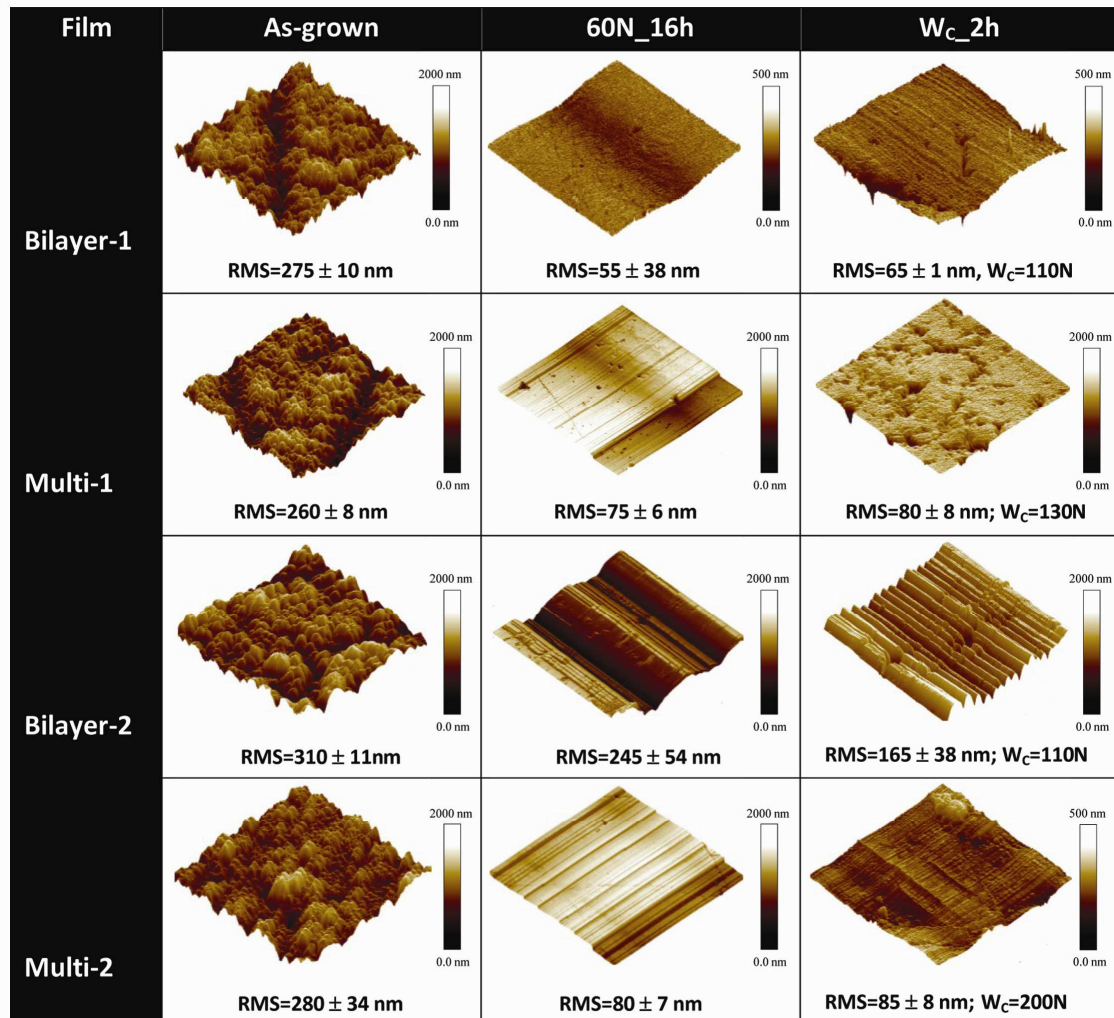 Film As-grown 60N_16h W_C_2h
2000 nm 500 nm 500 nm
0.0 nm 0.0 nm 0.0 nm
Bilayer-1
RMS=275 ± 10 nm RMS=55 ± 38 nm RMS=65 ± 1 nm, W_C=110N
2000 nm 2000 nm 2000 nm
0.0 nm 0.0 nm 0.0 nm
Multi-1
RMS=260 ± 8 nm RMS=75 ± 6 nm RMS=80 ± 8 nm; W_C=130N
2000 nm 2000 nm 2000 nm
0.0 nm 0.0 nm 0.0 nm
Bilayer-2
RMS=310 ± 11nm RMS=245 ± 54 nm RMS=165 ± 38 nm; W_C=110N
2000 nm 2000 nm 500 nm
0.0 nm 0.0 nm 0.0 nm
Multi-2
RMS=280 ± 34 nm RMS=80 ± 7 nm RMS=85 ± 8 nm; W_C=200N